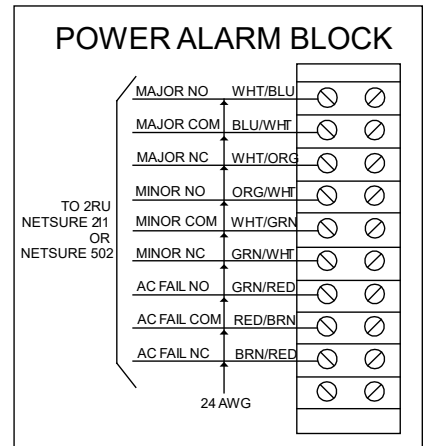 POWER ALARM BLOCK
MAJOR NO WHT/BLU
MAJOR COM BLU/WHT
MAJOR NC WHT/ORG
MINOR NO ORG/WHT
MINOR COM WHT/GRN
MINOR NC GRN/WHT
AC FAIL NO GRN/RED
AC FAIL COM RED/BRN
AC FAIL NC BRN/RED
TO 2RU
NETSURE 211
OR
NETSURE 502
24 AWG